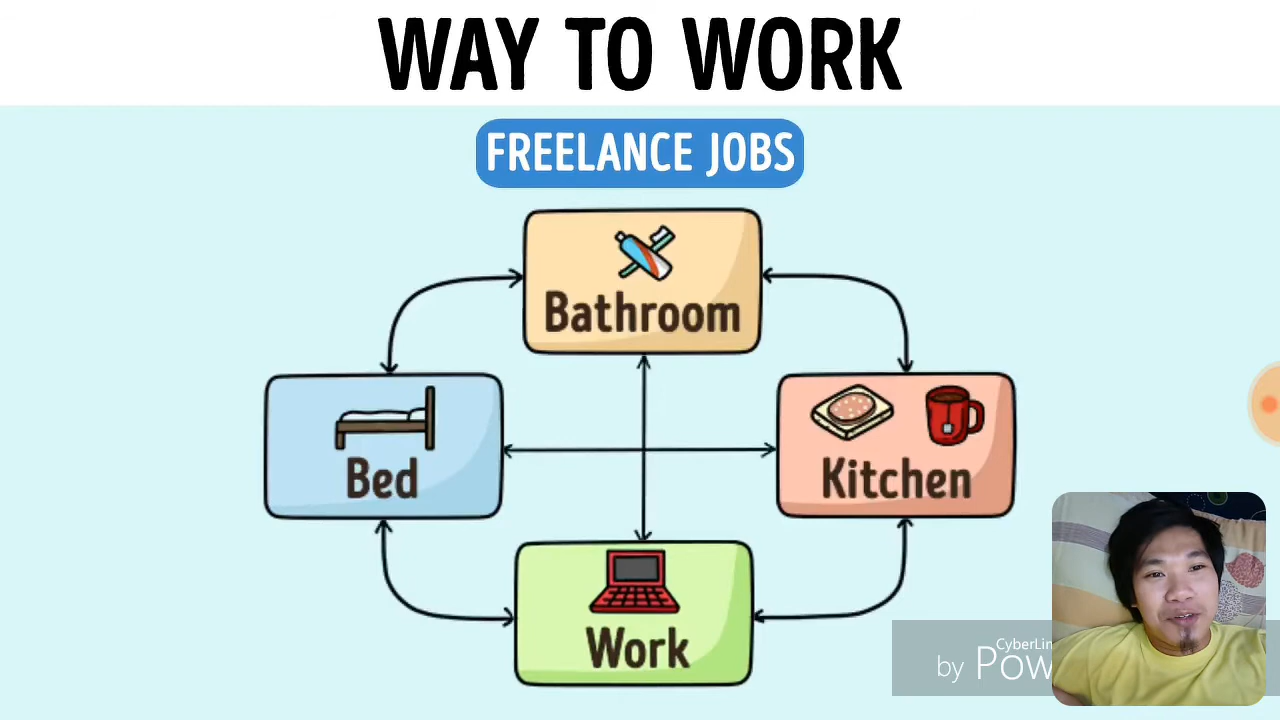 WAY TO WORK
FREELANCE JOBS
Bathroom
Bed
Kitchen
Work
by